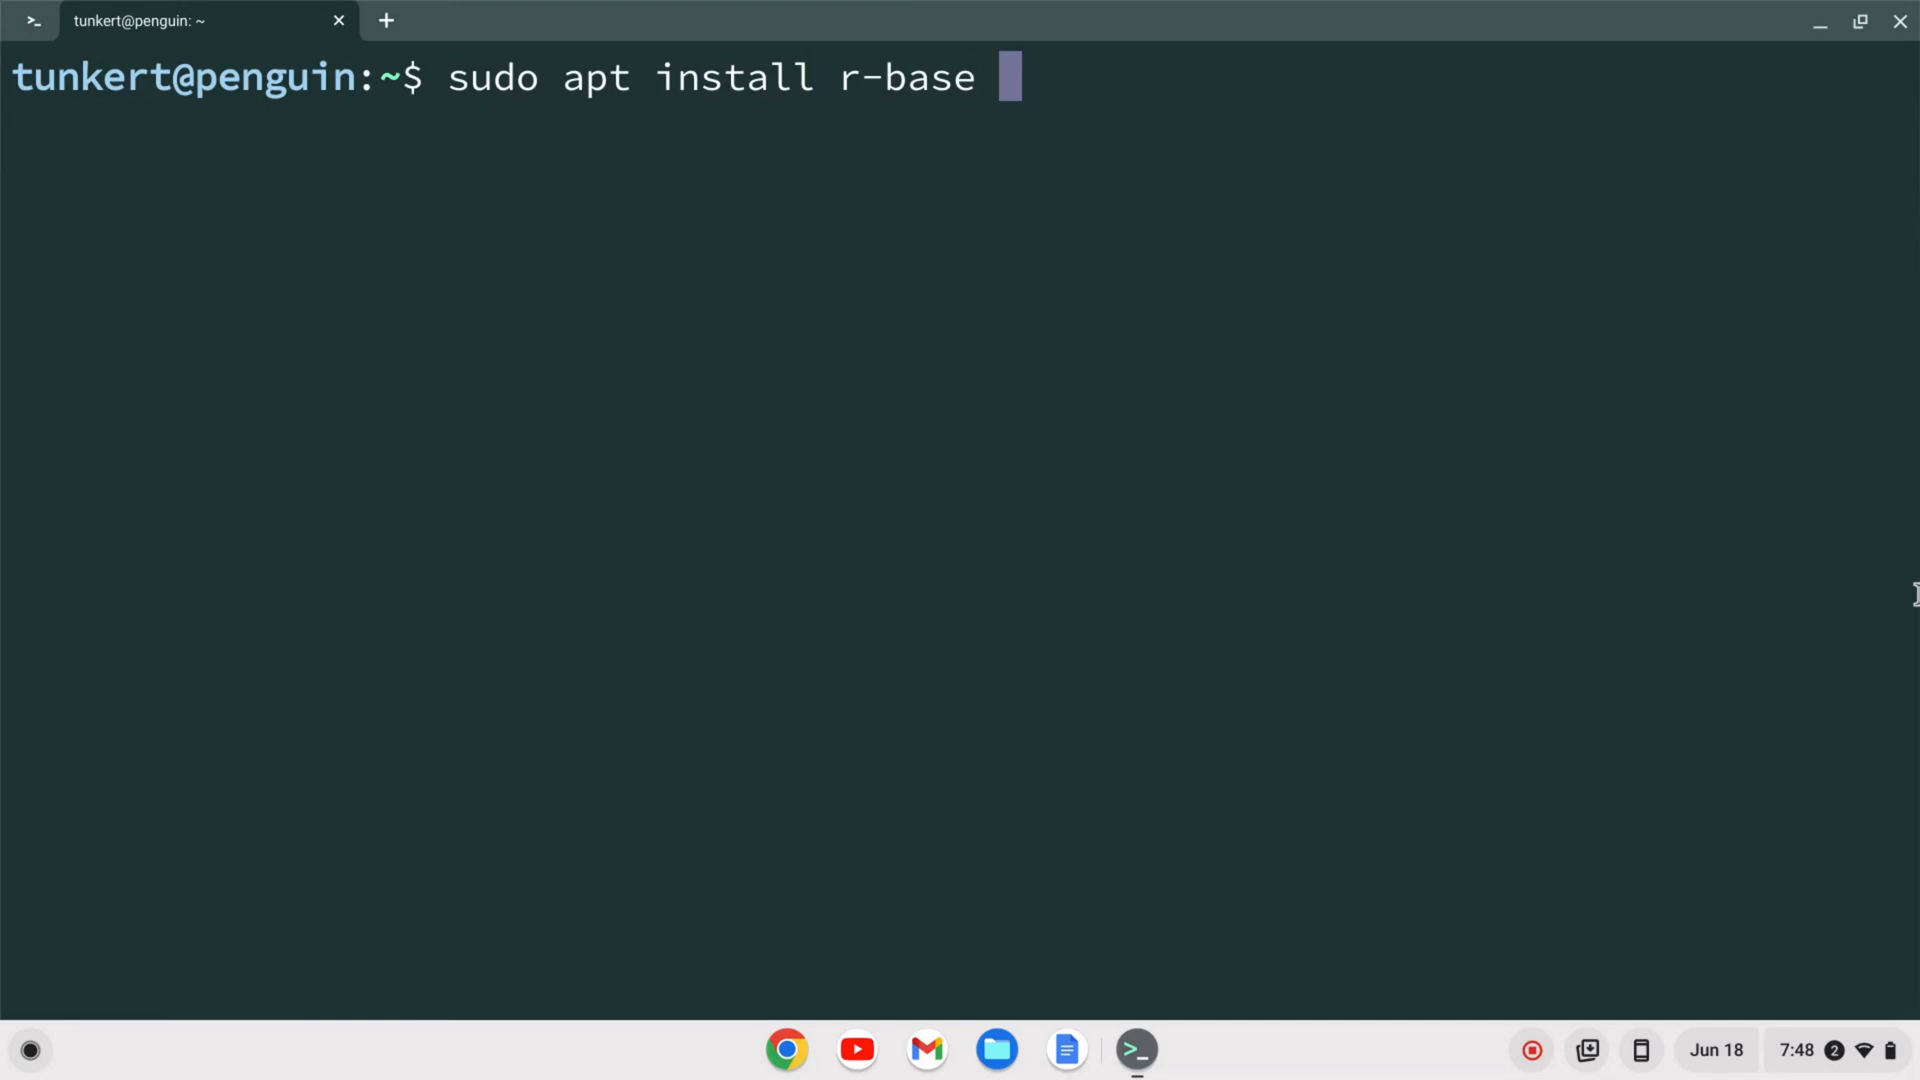 >_ tunkert@penguin: ~
tunkert@penguin:~$ sudo apt install r-base
>_
Jun 18 7:48 2